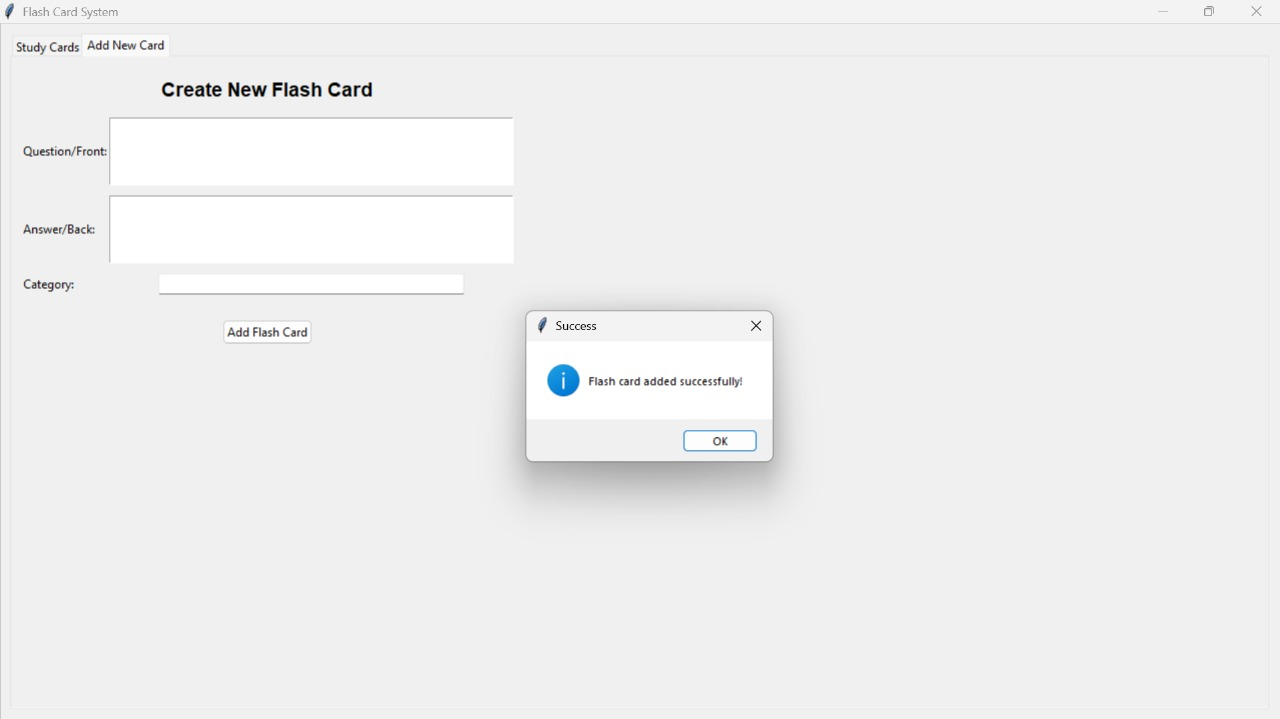 Flash Card System
Study Cards Add New Card
Create New Flash Card
Question/Front:
Answer/Back:
Category:
Add Flash Card
Success
Flash card added successfully!
OK